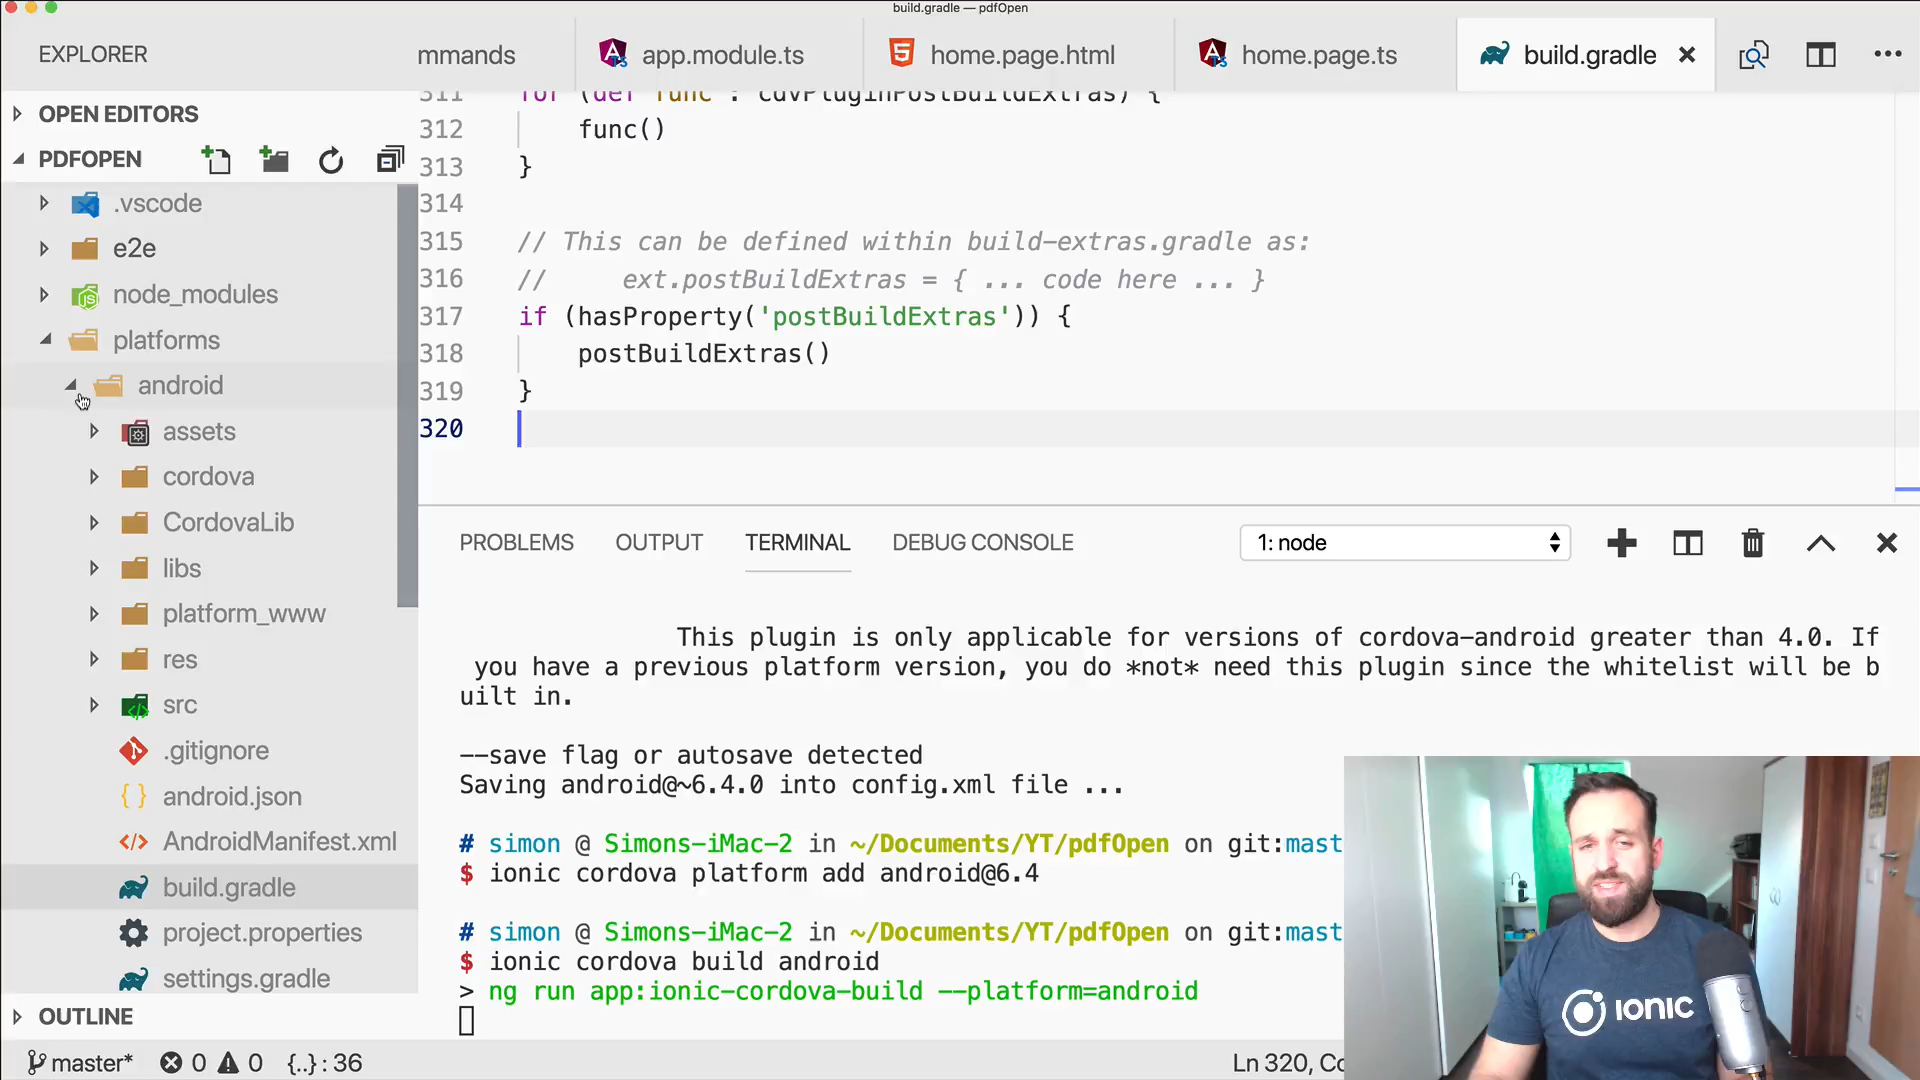 build.gradle — pdfOpen
EXPLORER
mmands
app.module.ts
home.page.html
home.page.ts
build.gradle
OPEN EDITORS
PDFOPEN
.vscode
e2e
node_modules
platforms
android
assets
cordova
CordovaLib
libs
platform_www
res
src
.gitignore
android.json
AndroidManifest.xml
build.gradle
project.properties
settings.gradle
OUTLINE
311 for (def func : cdvPluginPostBuildExtras) {
312 func()
313 }
314
315 // This can be defined within build-extras.gradle as:
316 // ext.postBuildExtras = { ... code here ... }
317 if (hasProperty('postBuildExtras')) {
318 postBuildExtras()
319 }
320
PROBLEMS OUTPUT TERMINAL DEBUG CONSOLE 1: node
This plugin is only applicable for versions of cordova-android greater than 4.0. If
you have a previous platform version, you do *not* need this plugin since the whitelist will be b
uilt in.
--save flag or autosave detected
Saving android@~6.4.0 into config.xml file ...
# simon @ Simons-iMac-2 in ~/Documents/YT/pdfOpen on git:mast
$ ionic cordova platform add android@6.4
# simon @ Simons-iMac-2 in ~/Documents/YT/pdfOpen on git:mast
$ ionic cordova build android
> ng run app:ionic-cordova-build --platform=android
IONIC
master* 0 0 {..} : 36
Ln 320, Co